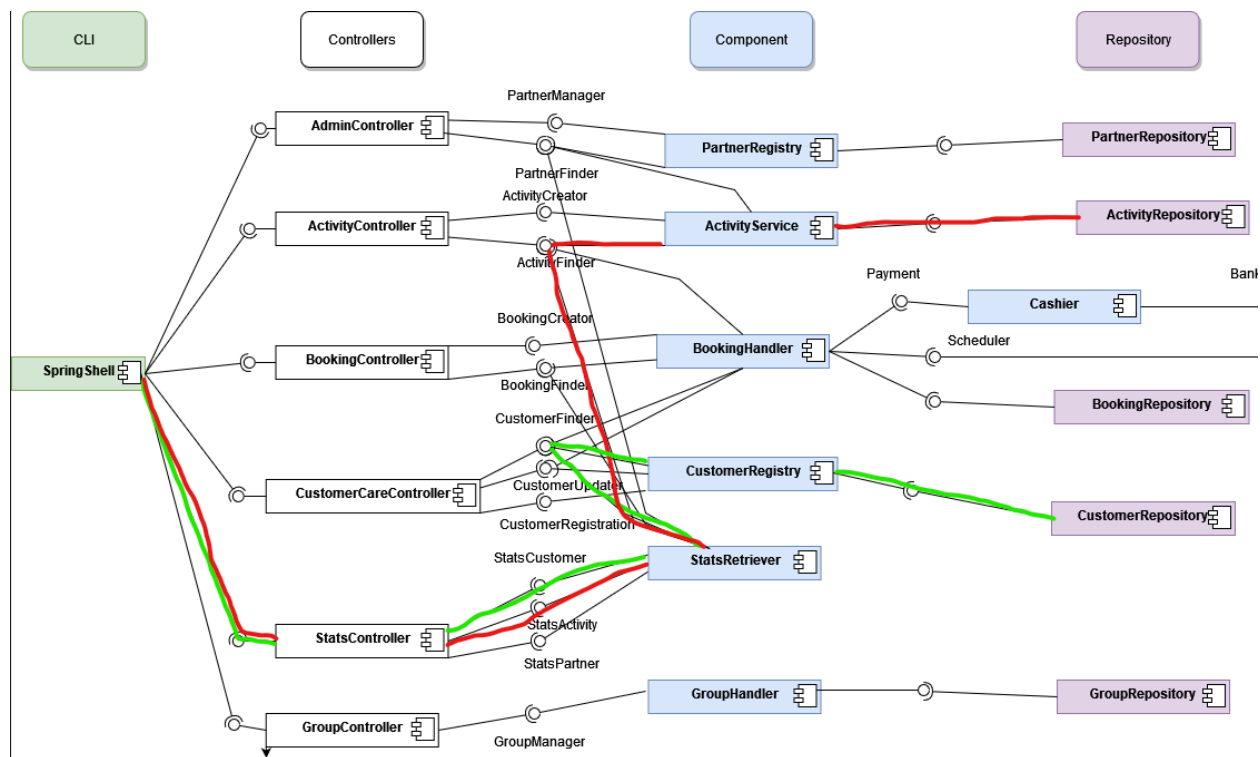 CLI
Controllers
Component
Repository
PartnerManager
AdminController
PartnerRegistry
PartnerRepository
PartnerFinder
ActivityCreator
ActivityController
ActivityService
ActivityRepository
ActivityFinder
Payment
Bank
Cashier
BookingCreator
Scheduler
SpringShell
BookingController
BookingHandler
BookingFinder
BookingRepository
CustomerFinder
CustomerRegistry
CustomerCareController
CustomerUpdater
CustomerRepository
CustomerRegistration
StatsCustomer
StatsRetriever
StatsController
StatsActivity
StatsPartner
GroupHandler
GroupRepository
GroupController
GroupManager